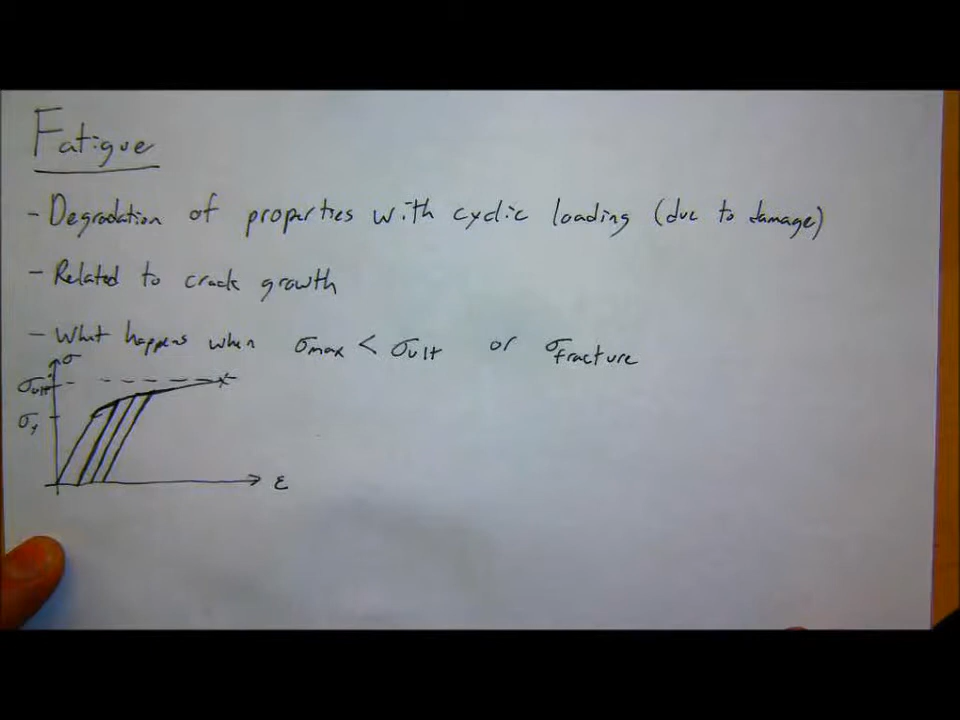 Fatigue
- Degradation of properties with cyclic loading (due to damage)
- Related to crack growth
- What happens when σmax < σult or σfracture
σ
σult
σy
ε